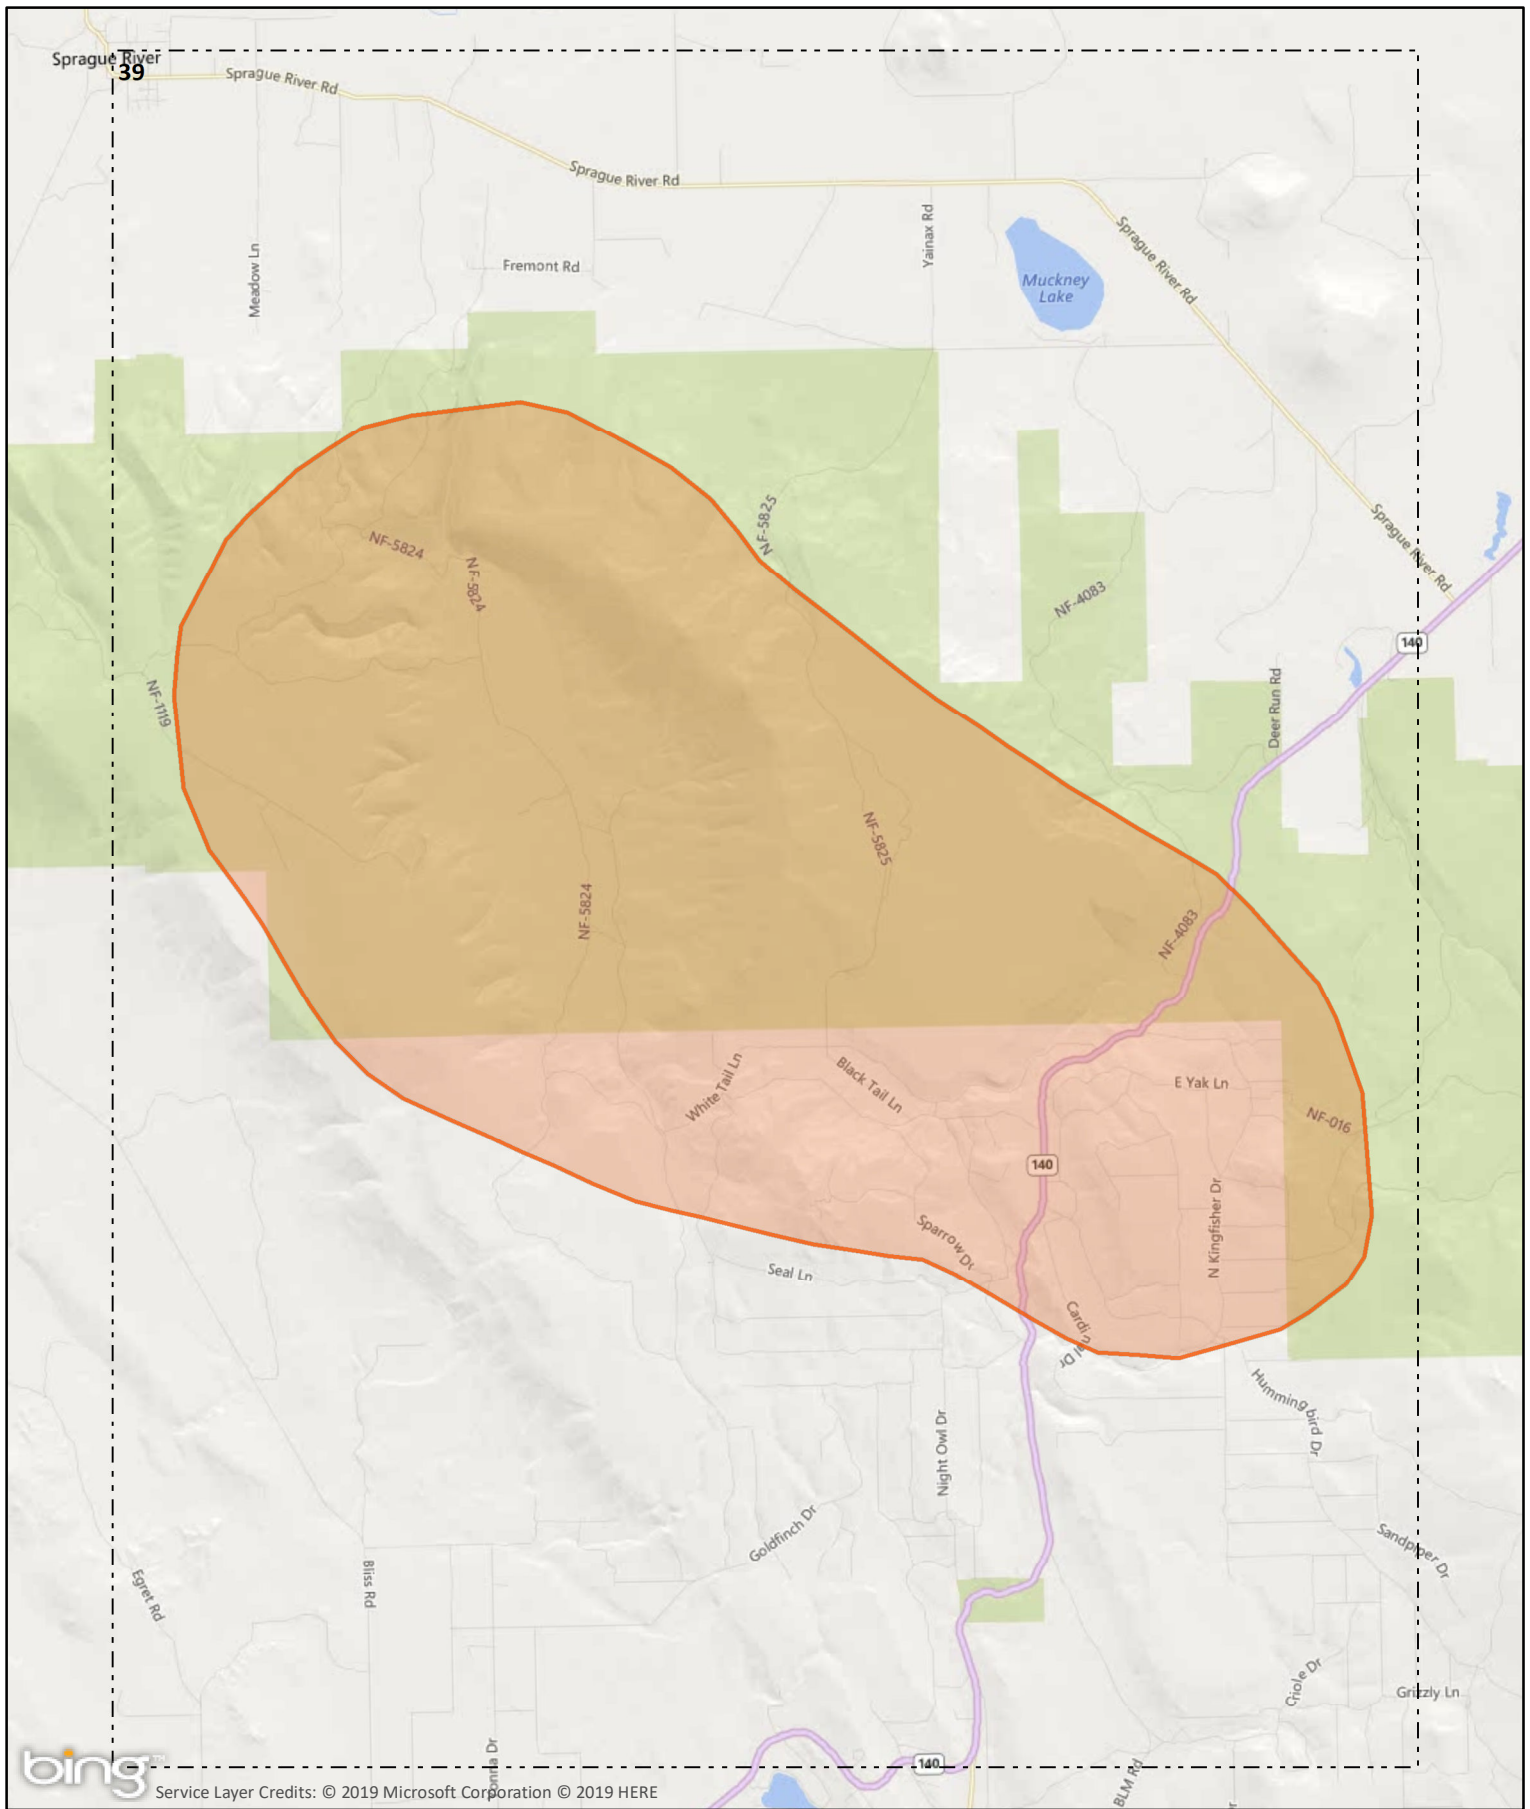 Sprague River
39
Sprague River Rd
Sprague River Rd
Meadow Ln
Fremont Rd
Yainax Rd
Muckney
Lake
Sprague River Rd
NF-5825
NF-5824
NF-5824
Sprague River Rd
NF-4083
140
NF-1119
Deer Run Rd
NF-5825
NF-5824
NF-4083
White Tail Ln
Black Tail Ln
E Yak Ln
NF-016
140
N Kingfisher Dr
Sparrow Dr
Seal Ln
Cardinal Dr
Hummingbird Dr
Night Owl Dr
Goldfinch Dr
Sandpiper Dr
Egret Rd
Bliss Rd
Grizzly Ln
140
BLM Rd
bing™
Service Layer Credits: © 2019 Microsoft Corporation © 2019 HERE